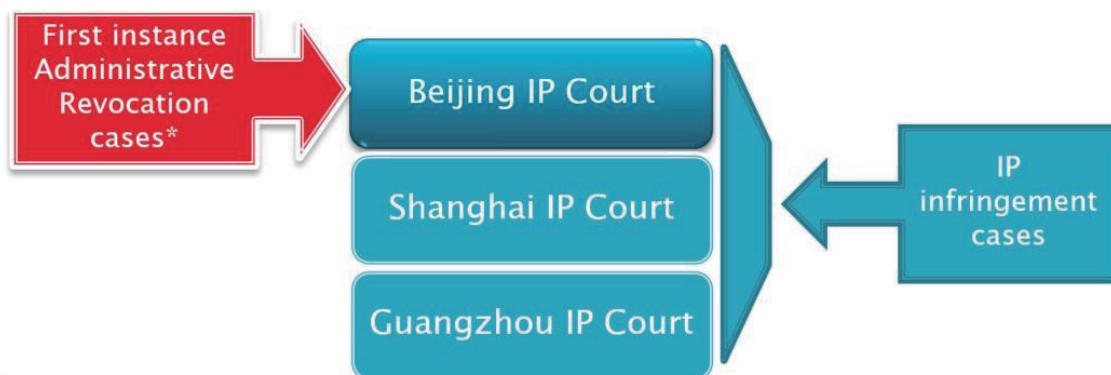 First instance
Administrative
Revocation
cases*
Beijing IP Court
Shanghai IP Court
Guangzhou IP Court
IP
infringement
cases